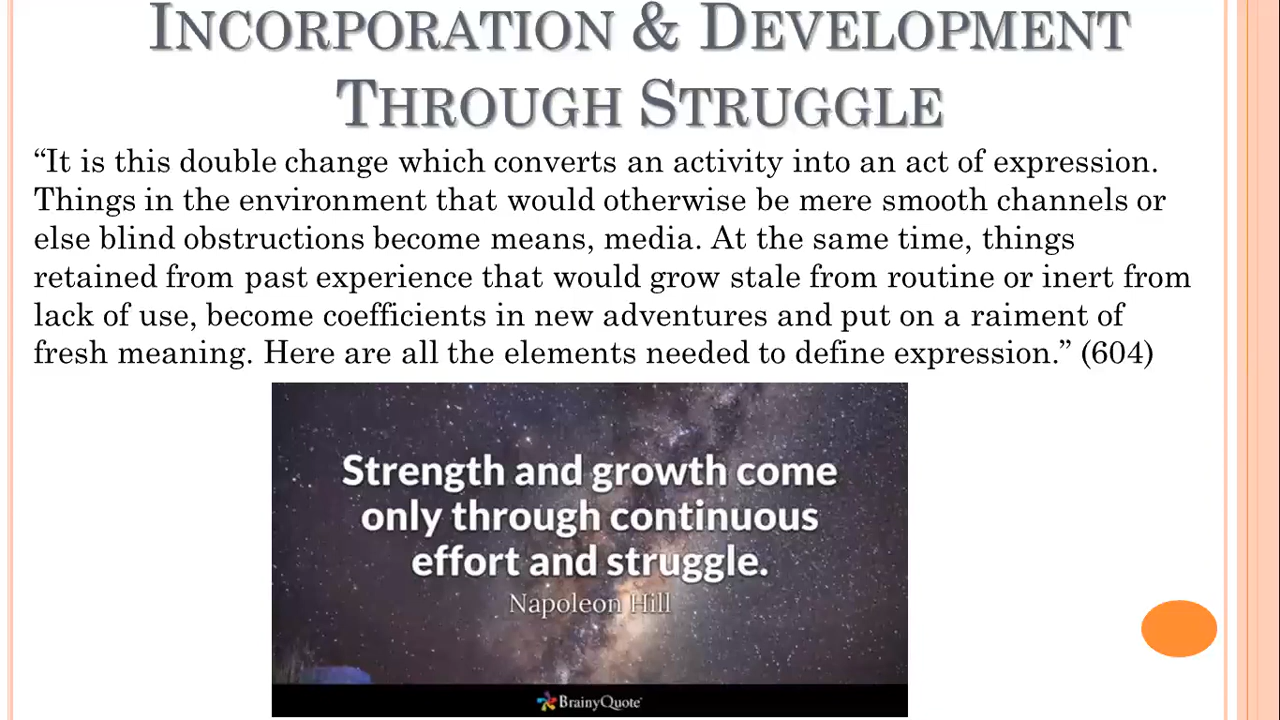 INCORPORATION & DEVELOPMENT
THROUGH STRUGGLE
“It is this double change which converts an activity into an act of expression.
Things in the environment that would otherwise be mere smooth channels or
else blind obstructions become means, media. At the same time, things
retained from past experience that would grow stale from routine or inert from
lack of use, become coefficients in new adventures and put on a raiment of
fresh meaning. Here are all the elements needed to define expression.” (604)
Strength and growth come
only through continuous
effort and struggle.
Napoleon Hill
BrainyQuote